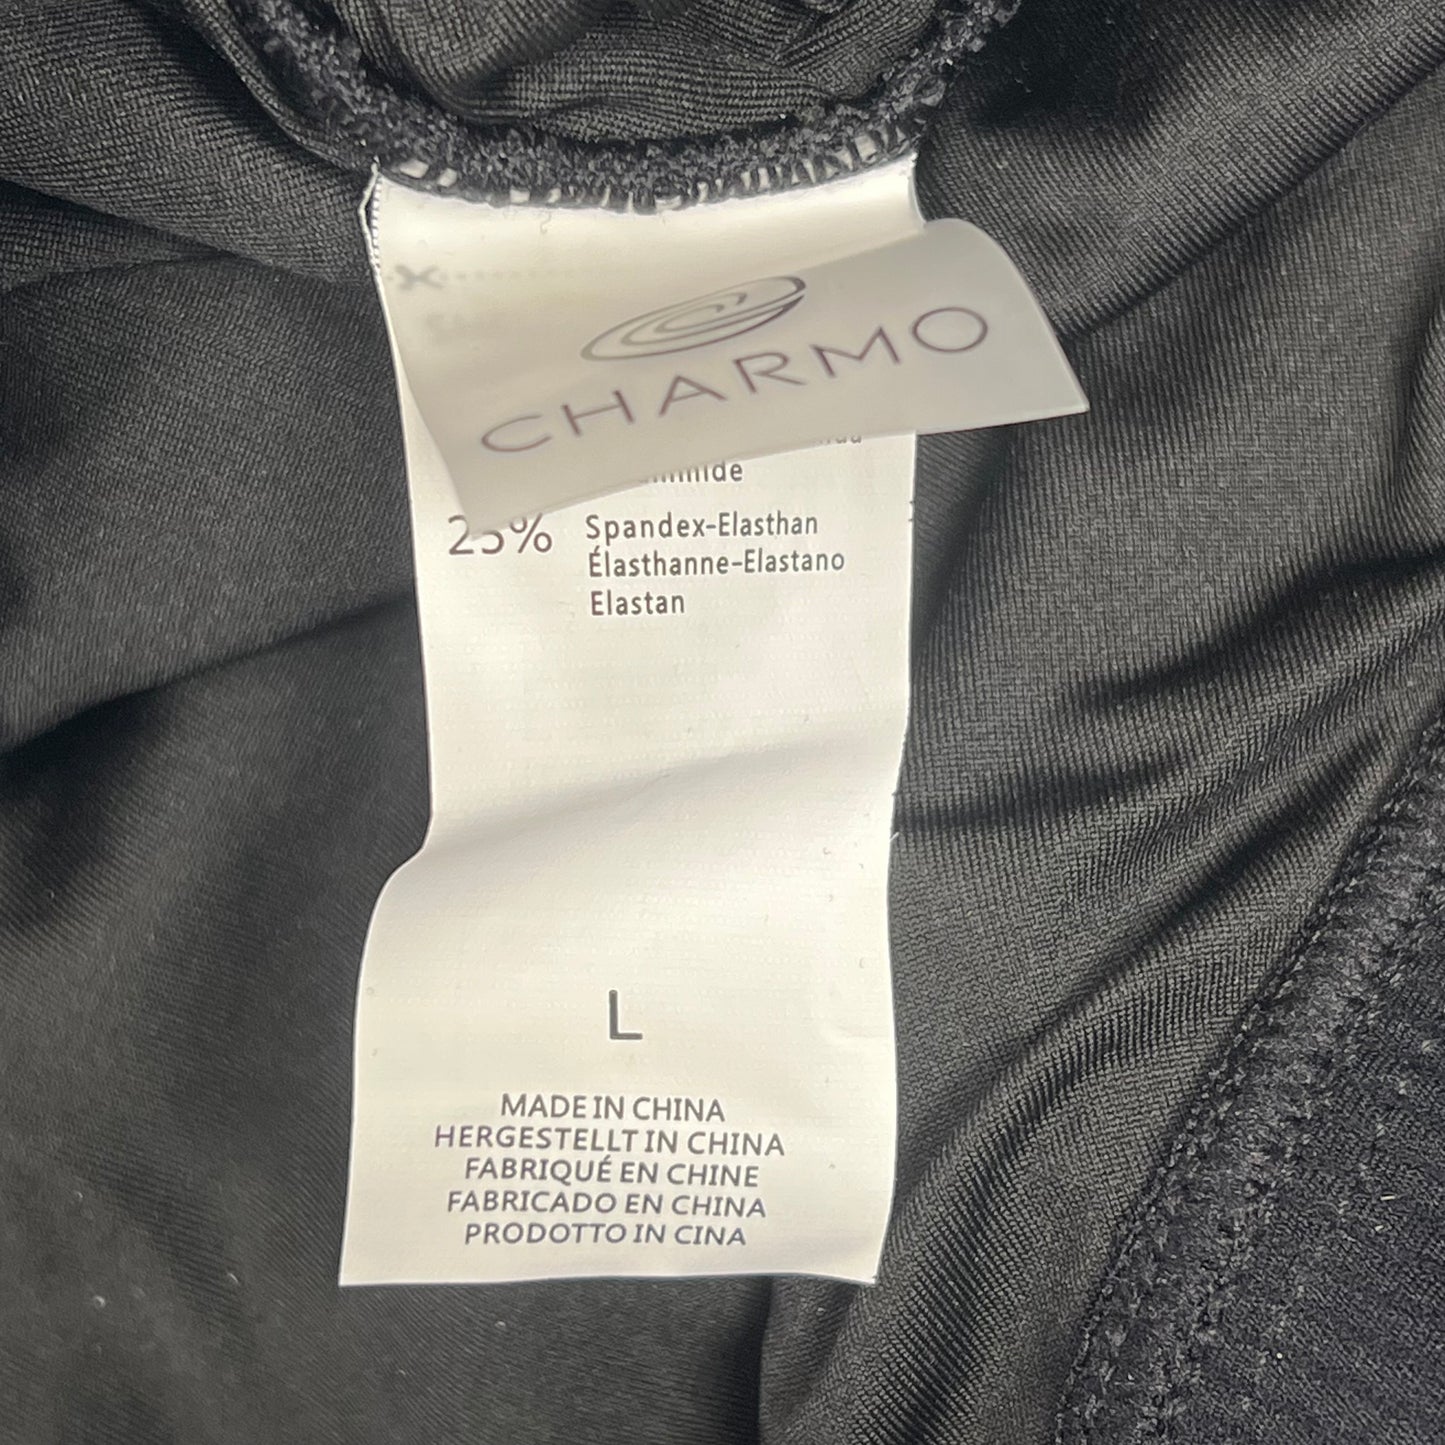 CHARMO
25% Spandex-Elasthan
Élasthanne-Elastano
Elastan
L
MADE IN CHINA
HERGESTELLT IN CHINA
FABRIQUÉ EN CHINE
FABRICADO EN CHINA
PRODOTTO IN CINA